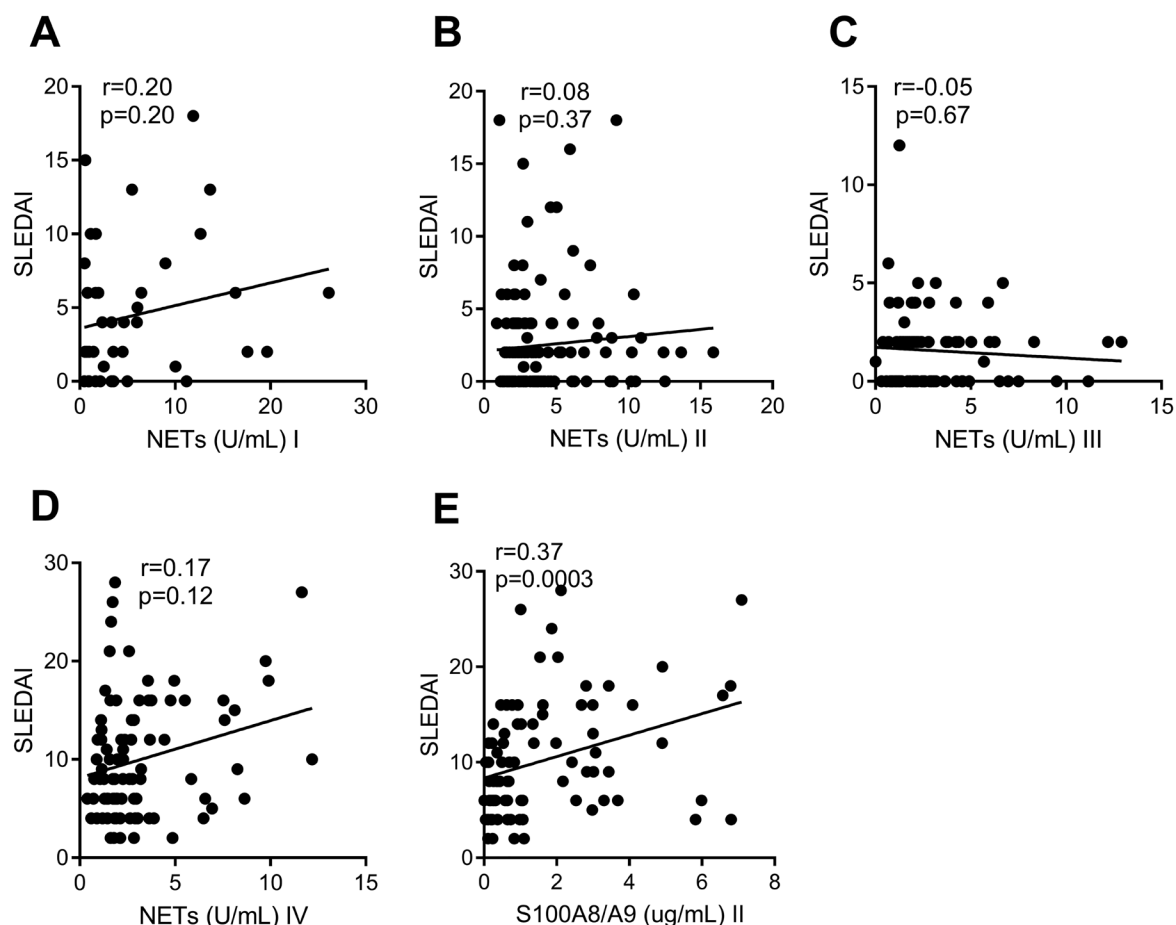 A
r=0.20
p=0.20
20
15
10
5
0
SLEDAI
0 10 20 30
NETs (U/mL) I
B
r=0.08
p=0.37
20
15
10
5
0
SLEDAI
0 5 10 15 20
NETs (U/mL) II
C
r=-0.05
p=0.67
15
10
5
0
SLEDAI
0 5 10 15
NETs (U/mL) III
D
r=0.17
p=0.12
30
20
10
0
SLEDAI
0 5 10 15
NETs (U/mL) IV
E
r=0.37
p=0.0003
30
20
10
0
SLEDAI
0 2 4 6 8
S100A8/A9 (ug/mL) II